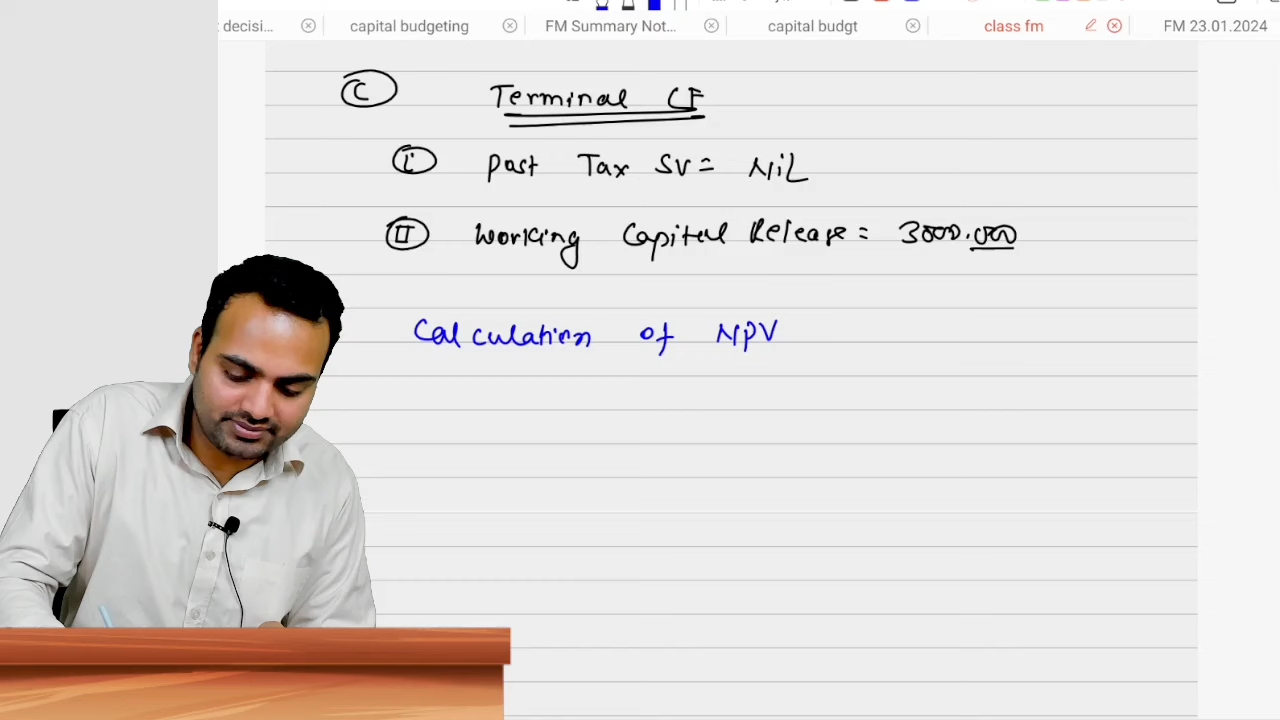 t decisi... capital budgeting FM Summary Not... capital budgt class fm FM 23.01.2024
C Terminal CF
I Post Tax SV = NiL
II Working Capital Release = 3000.000
Calculation of NPV